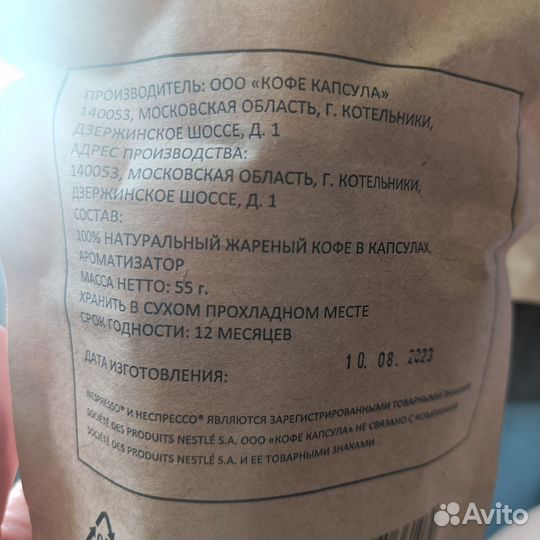 ПРОИЗВОДИТЕЛЬ: ООО «КОФЕ КАПСУЛА»
140053, МОСКОВСКАЯ ОБЛАСТЬ, Г. КОТЕЛЬНИКИ,
ДЗЕРЖИНСКОЕ ШОССЕ, Д. 1
АДРЕС ПРОИЗВОДСТВА:
140053, МОСКОВСКАЯ ОБЛАСТЬ, Г. КОТЕЛЬНИКИ,
ДЗЕРЖИНСКОЕ ШОССЕ, Д. 1
СОСТАВ:
100% НАТУРАЛЬНЫЙ ЖАРЕНЫЙ КОФЕ В КАПСУЛАХ,
АРОМАТИЗАТОР
МАССА НЕТТО: 55 г.
ХРАНИТЬ В СУХОМ ПРОХЛАДНОМ МЕСТЕ
СРОК ГОДНОСТИ: 12 МЕСЯЦЕВ
ДАТА ИЗГОТОВЛЕНИЯ: 10. 08. 2023
NESPRESSO® И НЕСПРЕССО® ЯВЛЯЮТСЯ ЗАРЕГИСТРИРОВАННЫМИ ТОВАРНЫМИ ЗНАКАМИ
SOCIÉTÉ DES PRODUITS NESTLÉ S.A. ООО «КОФЕ КАПСУЛА» НЕ СВЯЗАНО С КОМПАНИЕЙ
SOCIÉTÉ DES PRODUITS NESTLÉ S.A. И ЕЕ ТОВАРНЫМИ ЗНАКАМИ
Avito